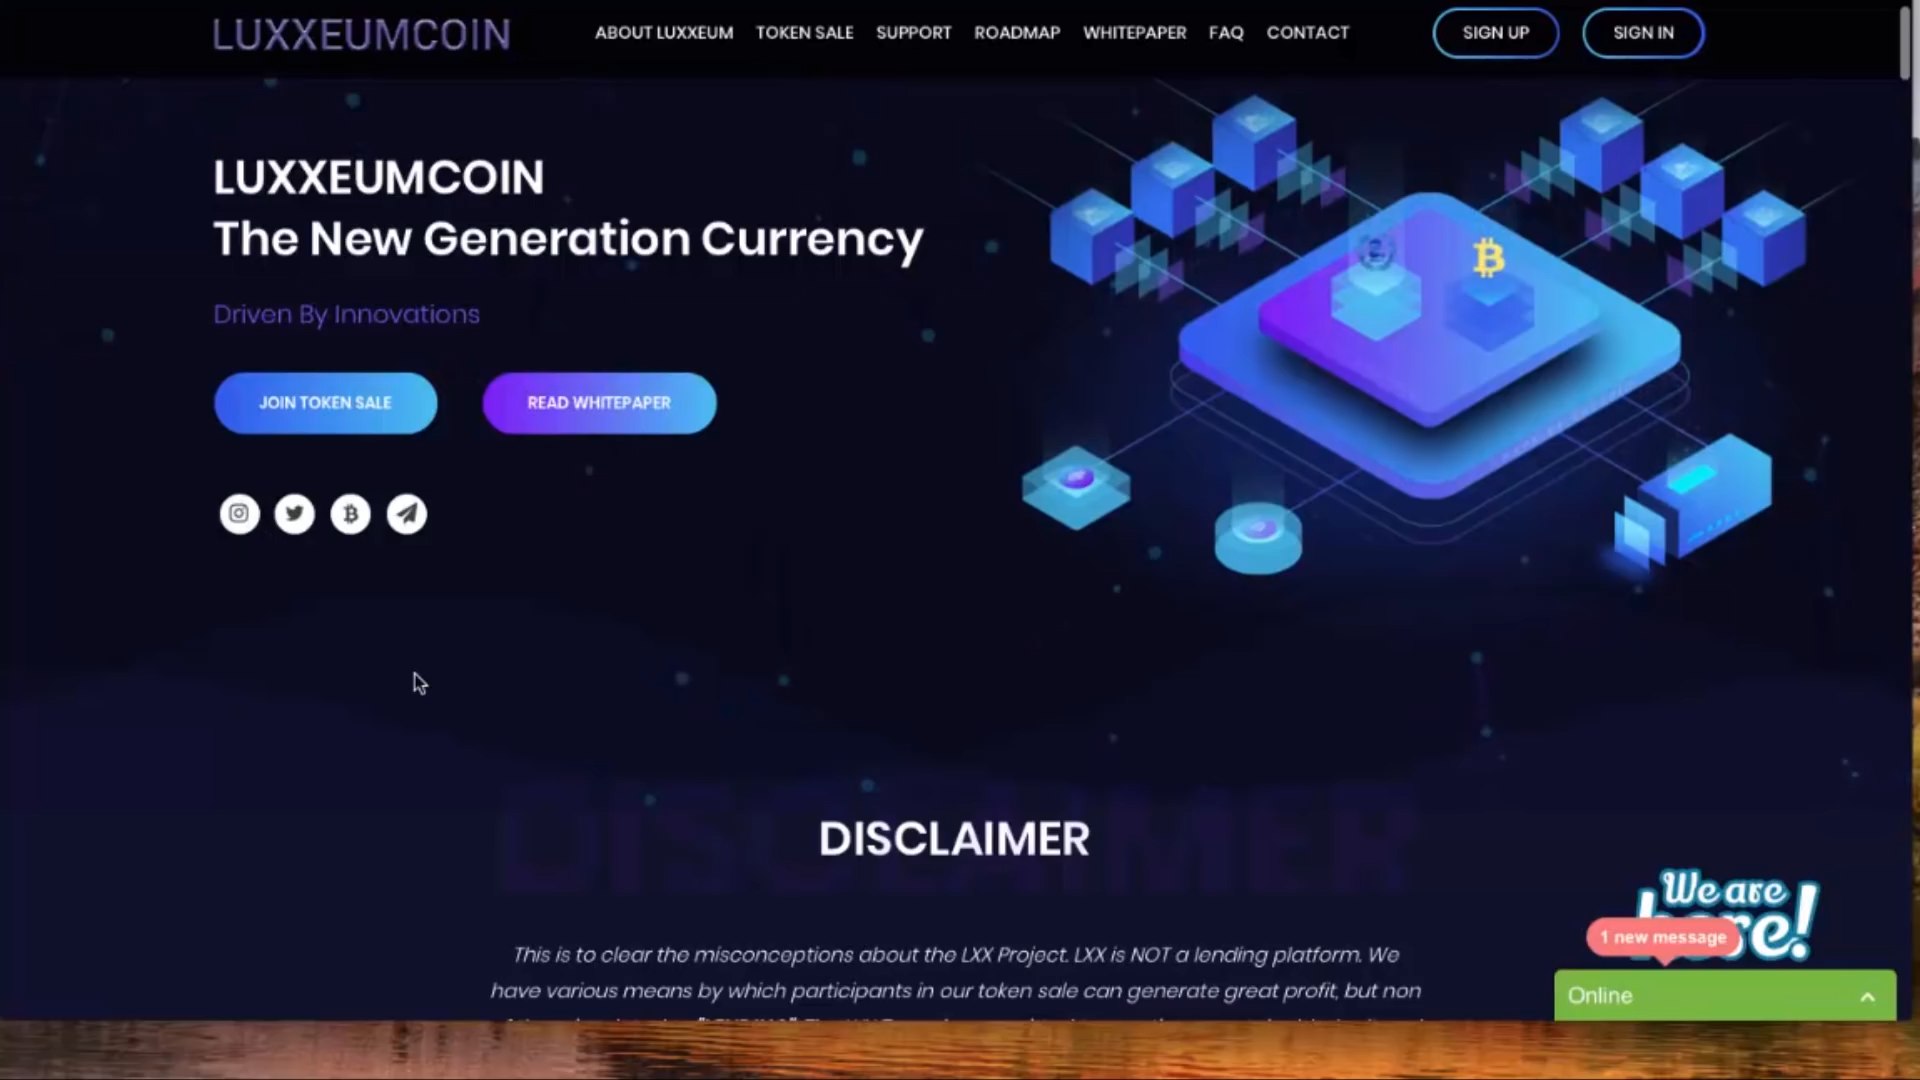 LUXXEUMCOIN
ABOUT LUXXEUM TOKEN SALE SUPPORT ROADMAP WHITEPAPER FAQ CONTACT SIGN UP SIGN IN
LUXXEUMCOIN
The New Generation Currency
Driven By Innovations
JOIN TOKEN SALE READ WHITEPAPER
DISCLAIMER
DISCLAIMER
This is to clear the misconceptions about the LXX Project. LXX is NOT a lending platform. We
have various means by which participants in our token sale can generate great profit, but non
We are
1 new message
Online